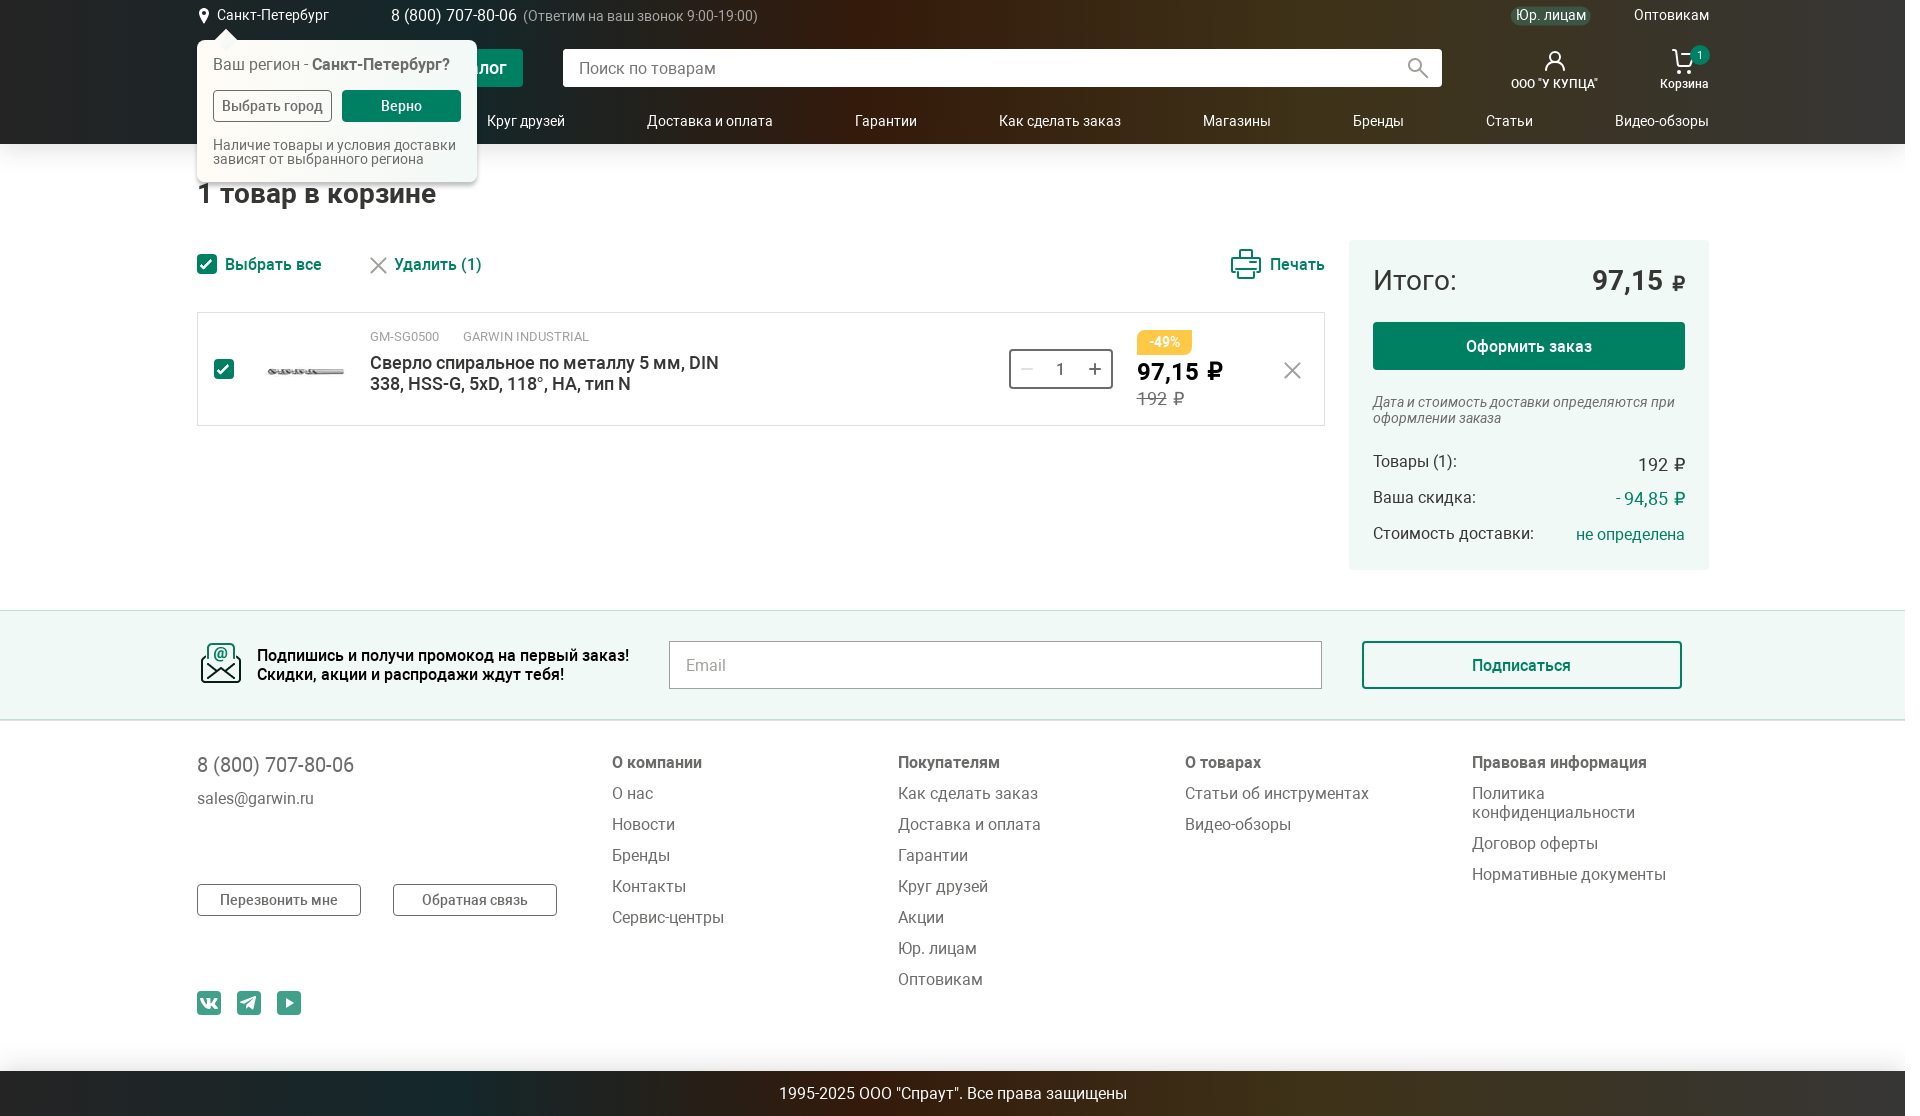 Санкт-Петербург
8 (800) 707-80-06 (Ответим на ваш звонок 9:00-19:00)
Юр. лицам
Оптовикам
Ваш регион - Санкт-Петербург?
Выбрать город
Верно
Наличие товары и условия доставки
зависят от выбранного региона
лог
Поиск по товарам
ООО "У КУПЦА"
1
Корзина
Круг друзей
Доставка и оплата
Гарантии
Как сделать заказ
Магазины
Бренды
Статьи
Видео-обзоры
1 товар в корзине
Выбрать все
Удалить (1)
Печать
GM-SG0500 GARWIN INDUSTRIAL
Сверло спиральное по металлу 5 мм, DIN
338, HSS-G, 5xD, 118°, HA, тип N
1
-49%
97,15 ₽
192 ₽
Итого: 97,15 ₽
Оформить заказ
Дата и стоимость доставки определяются при
оформлении заказа
Товары (1): 192 ₽
Ваша скидка: - 94,85 ₽
Стоимость доставки: не определена
Подпишись и получи промокод на первый заказ!
Скидки, акции и распродажи ждут тебя!
Email
Подписаться
8 (800) 707-80-06
sales@garwin.ru
Перезвонить мне
Обратная связь
О компании
О нас
Новости
Бренды
Контакты
Сервис-центры
Покупателям
Как сделать заказ
Доставка и оплата
Гарантии
Круг друзей
Акции
Юр. лицам
Оптовикам
О товарах
Статьи об инструментах
Видео-обзоры
Правовая информация
Политика
конфиденциальности
Договор оферты
Нормативные документы
1995-2025 ООО "Спраут". Все права защищены